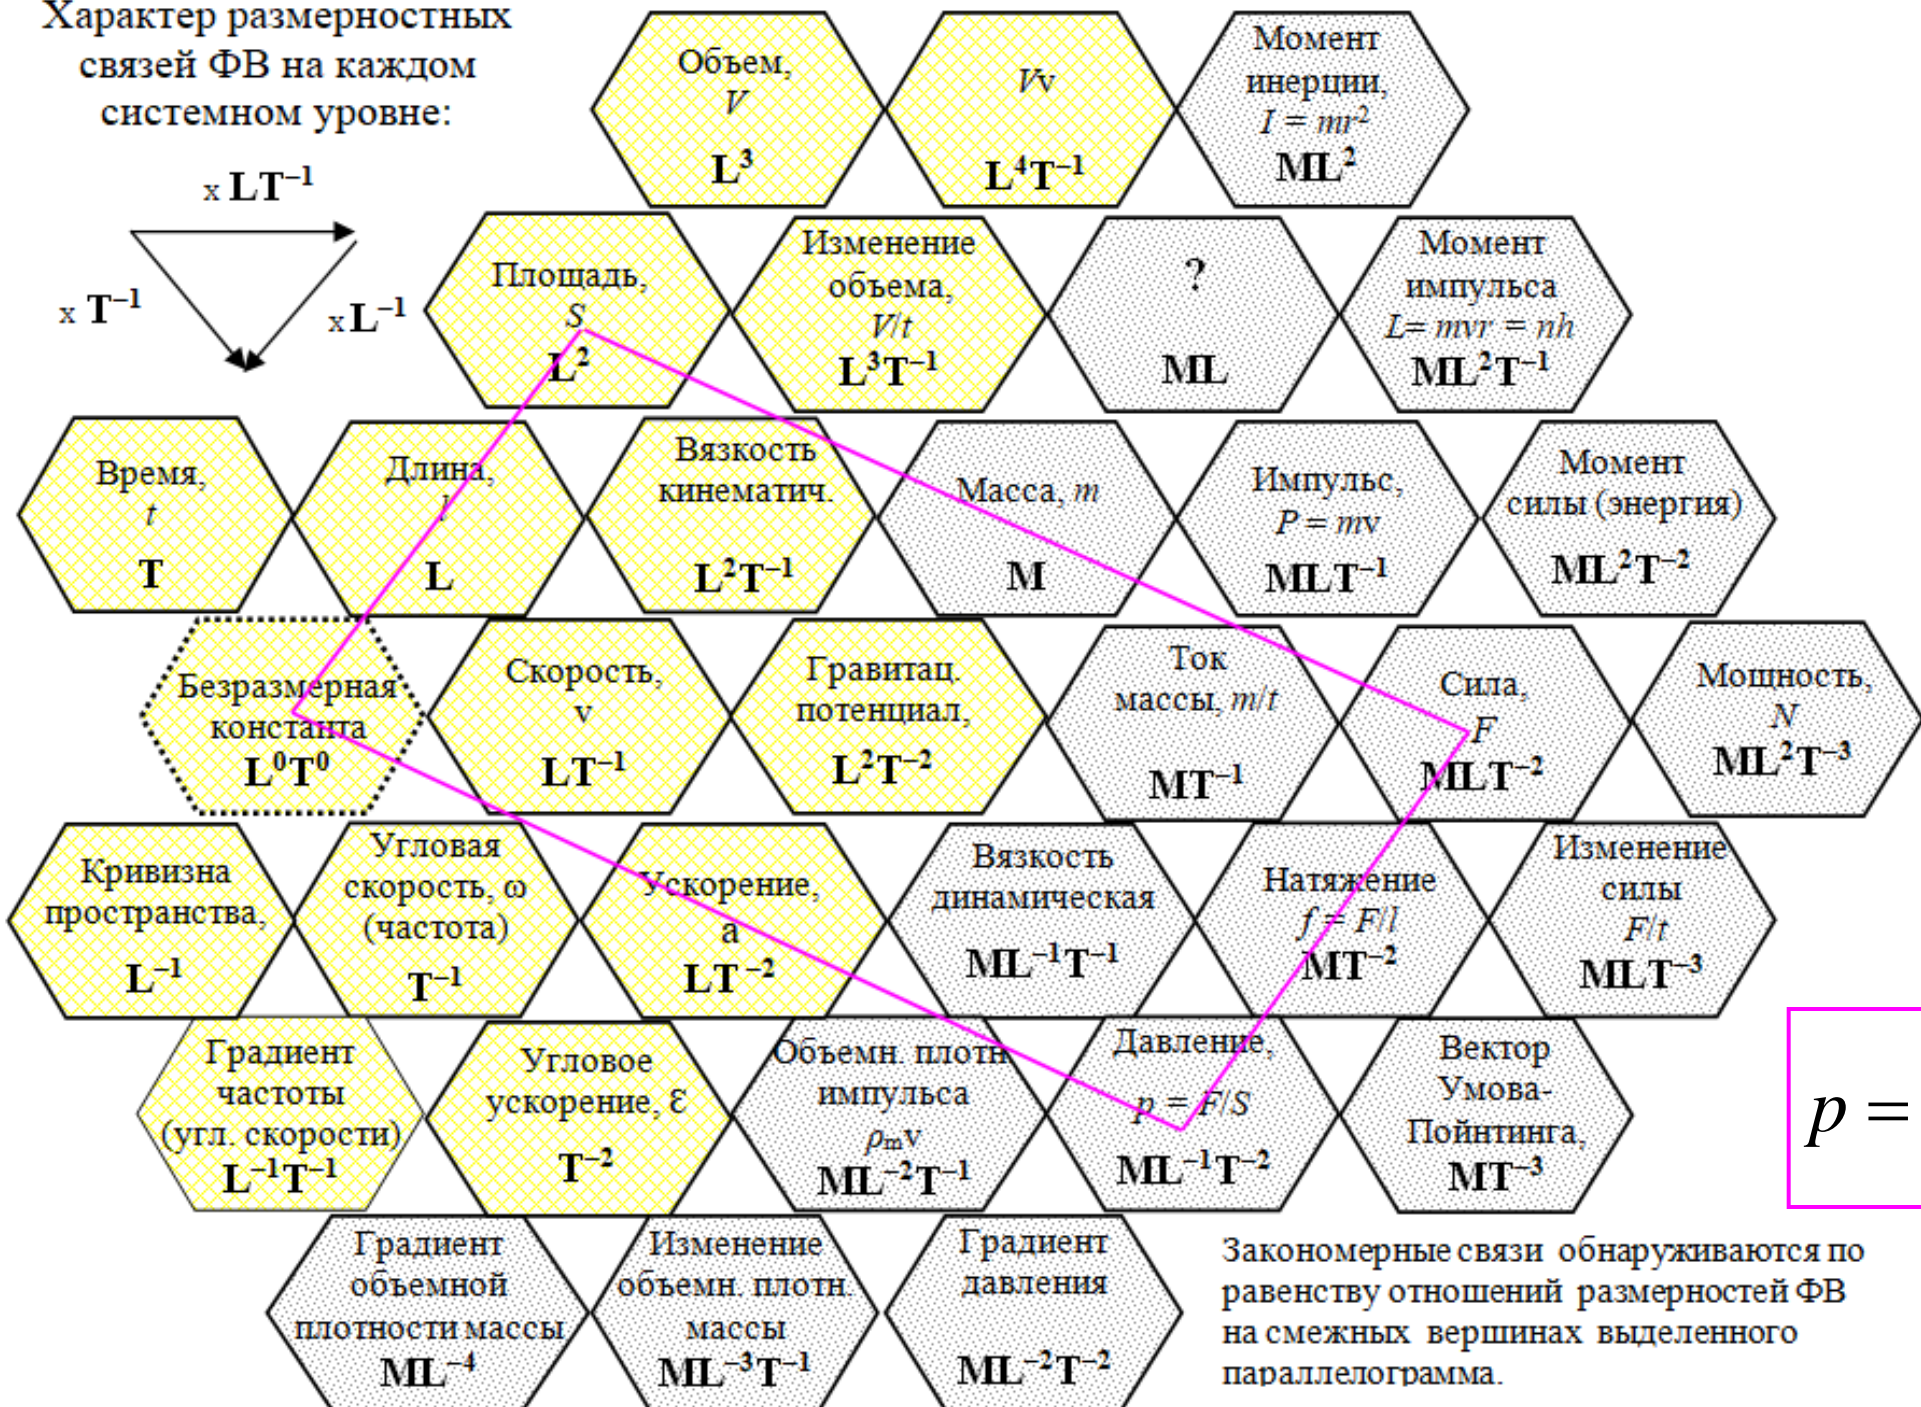 Характер размерностных
связей ФВ на каждом
системном уровне:
x LT⁻¹
x T⁻¹
x L⁻¹
Объем,
V
L³
Vv
L⁴T⁻¹
Момент
инерции,
I = mr²
ML²
Площадь,
S
L²
Изменение
объема,
V/t
L³T⁻¹
?
ML
Момент
импульса
L= mvr = nh
ML²T⁻¹
Время,
t
T
Длина,
l
L
Вязкость
кинематич.
L²T⁻¹
Масса, m
M
Импульс,
P = mv
MLT⁻¹
Момент
силы (энергия)
ML²T⁻²
Безразмерная
константа
L⁰T⁰
Скорость,
v
LT⁻¹
Гравитац.
потенциал,
L²T⁻²
Ток
массы, m/t
MT⁻¹
Сила,
F
MLT⁻²
Мощность,
N
ML²T⁻³
Кривизна
пространства,
L⁻¹
Угловая
скорость, ω
(частота)
T⁻¹
Ускорение,
a
LT⁻²
Вязкость
динамическая
ML⁻¹T⁻¹
Натяжение
f = F/l
MT⁻²
Изменение
силы
F/t
MLT⁻³
Градиент
частоты
(угл. скорости)
L⁻¹T⁻¹
Угловое
ускорение, ε
T⁻²
Объемн. плотн
импульса
ρₘv
ML⁻²T⁻¹
Давление,
p = F/S
ML⁻¹T⁻²
Вектор
Умова-
Пойнтинга,
MT⁻³
p =
Градиент
объемной
плотности массы
ML⁻⁴
Изменение
объемн. плотн.
массы
ML⁻³T⁻¹
Градиент
давления
ML⁻²T⁻²
Закономерные связи обнаруживаются по
равенству отношений размерностей ФВ
на смежных вершинах выделенного
параллелограмма.